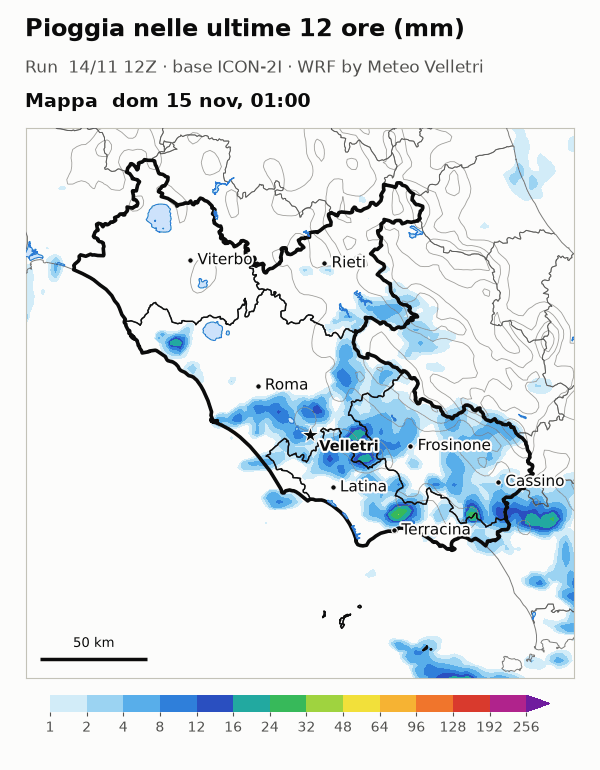 Pioggia nelle ultime 12 ore (mm)
Run  14/11 12Z · base ICON-2I · WRF by Meteo Velletri
Mappa  dom 15 nov, 01:00
Viterbo
Rieti
Roma
Velletri
Frosinone
Latina
Cassino
Terracina
50 km
1 2 4 8 12 16 24 32 48 64 96 128 192 256